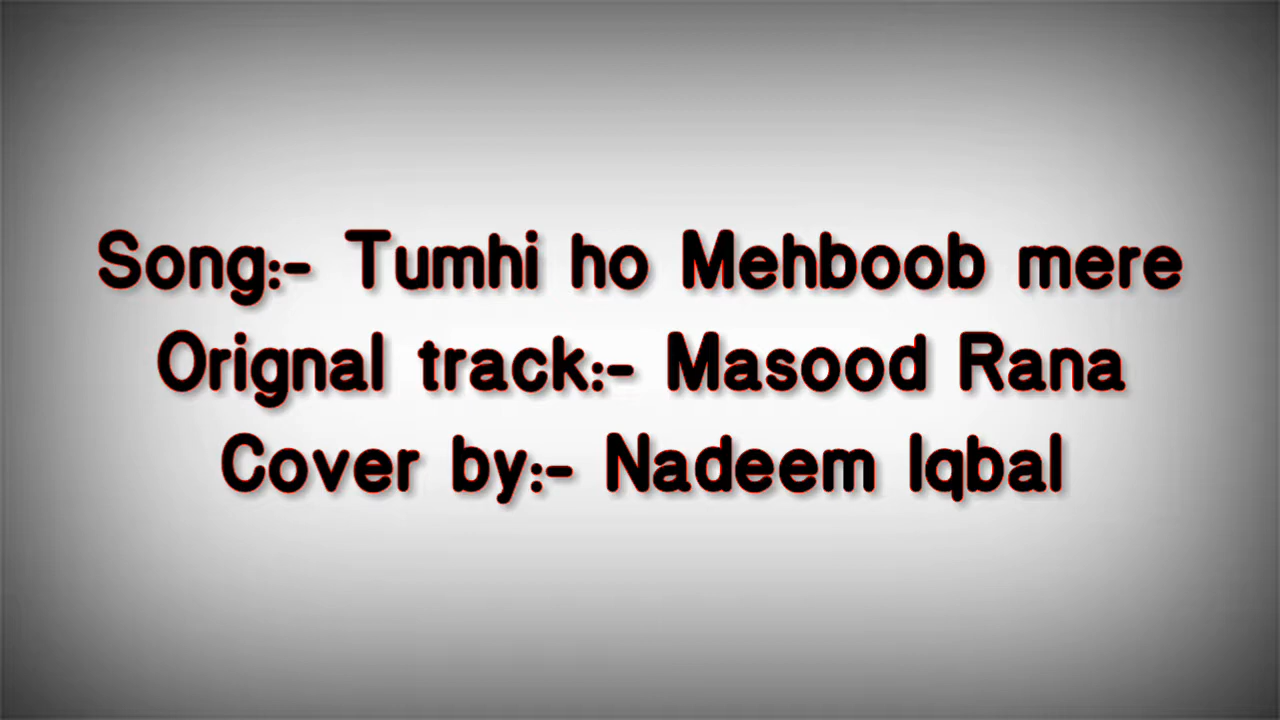 Song:- Tumhi ho Mehboob mere
Orignal track:- Masood Rana
Cover by:- Nadeem Iqbal